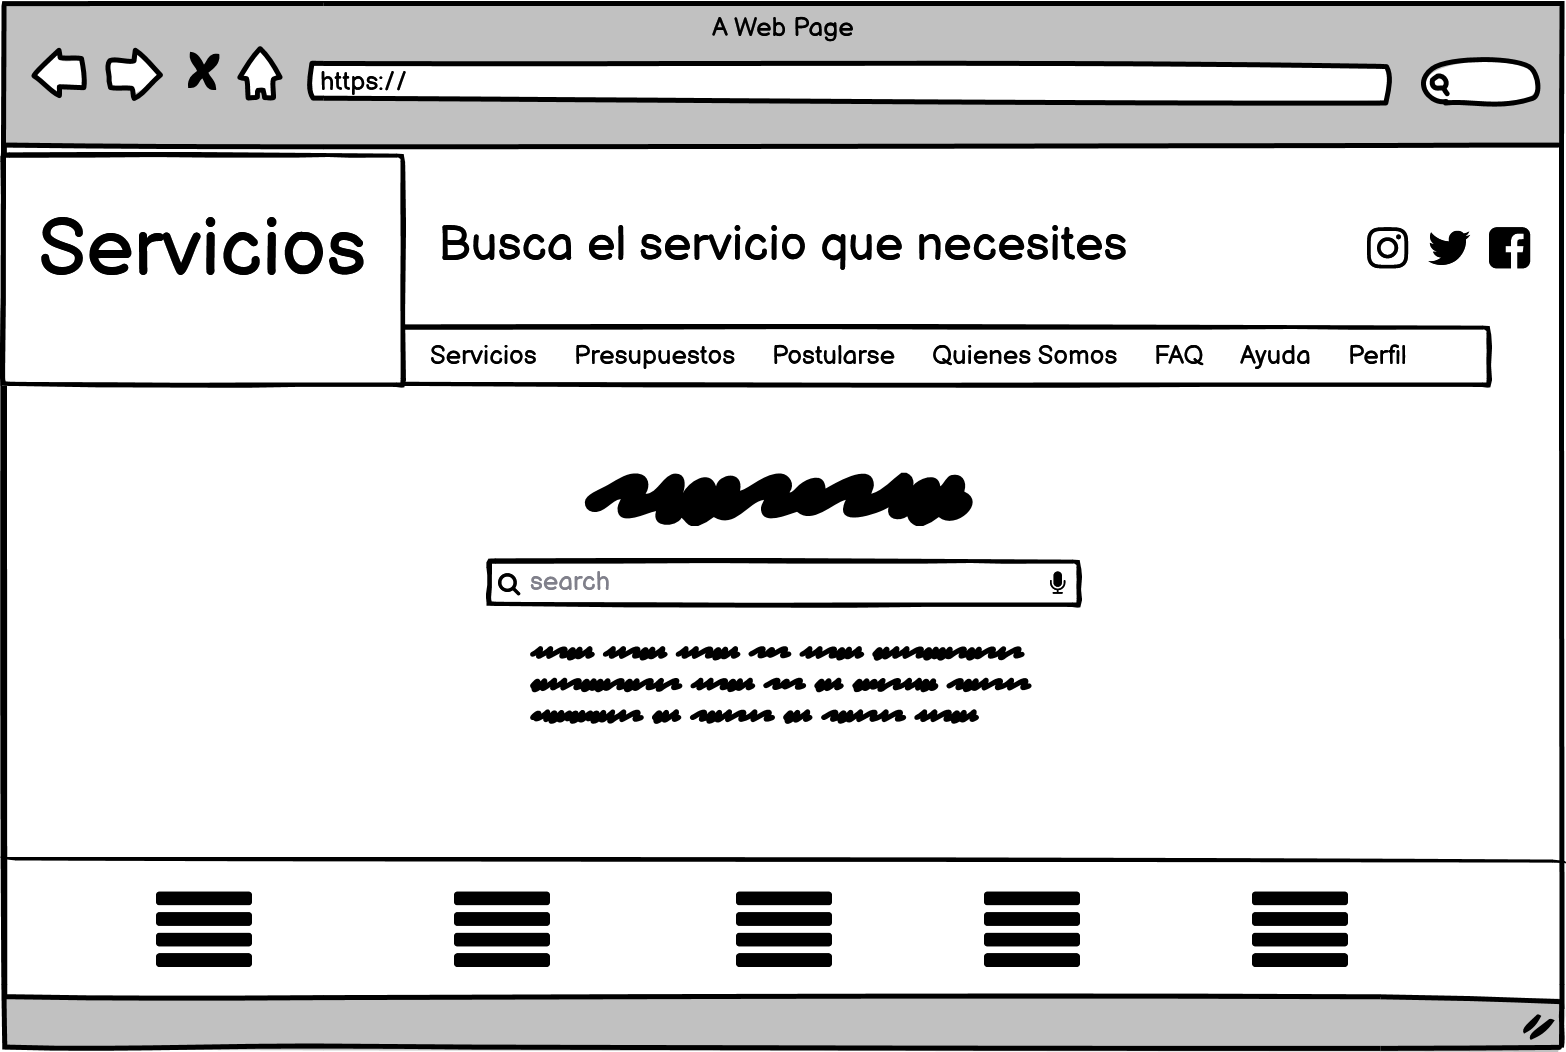 A Web Page
https://
Servicios
Busca el servicio que necesites
Servicios Presupuestos Postularse Quienes Somos FAQ Ayuda Perfil
search